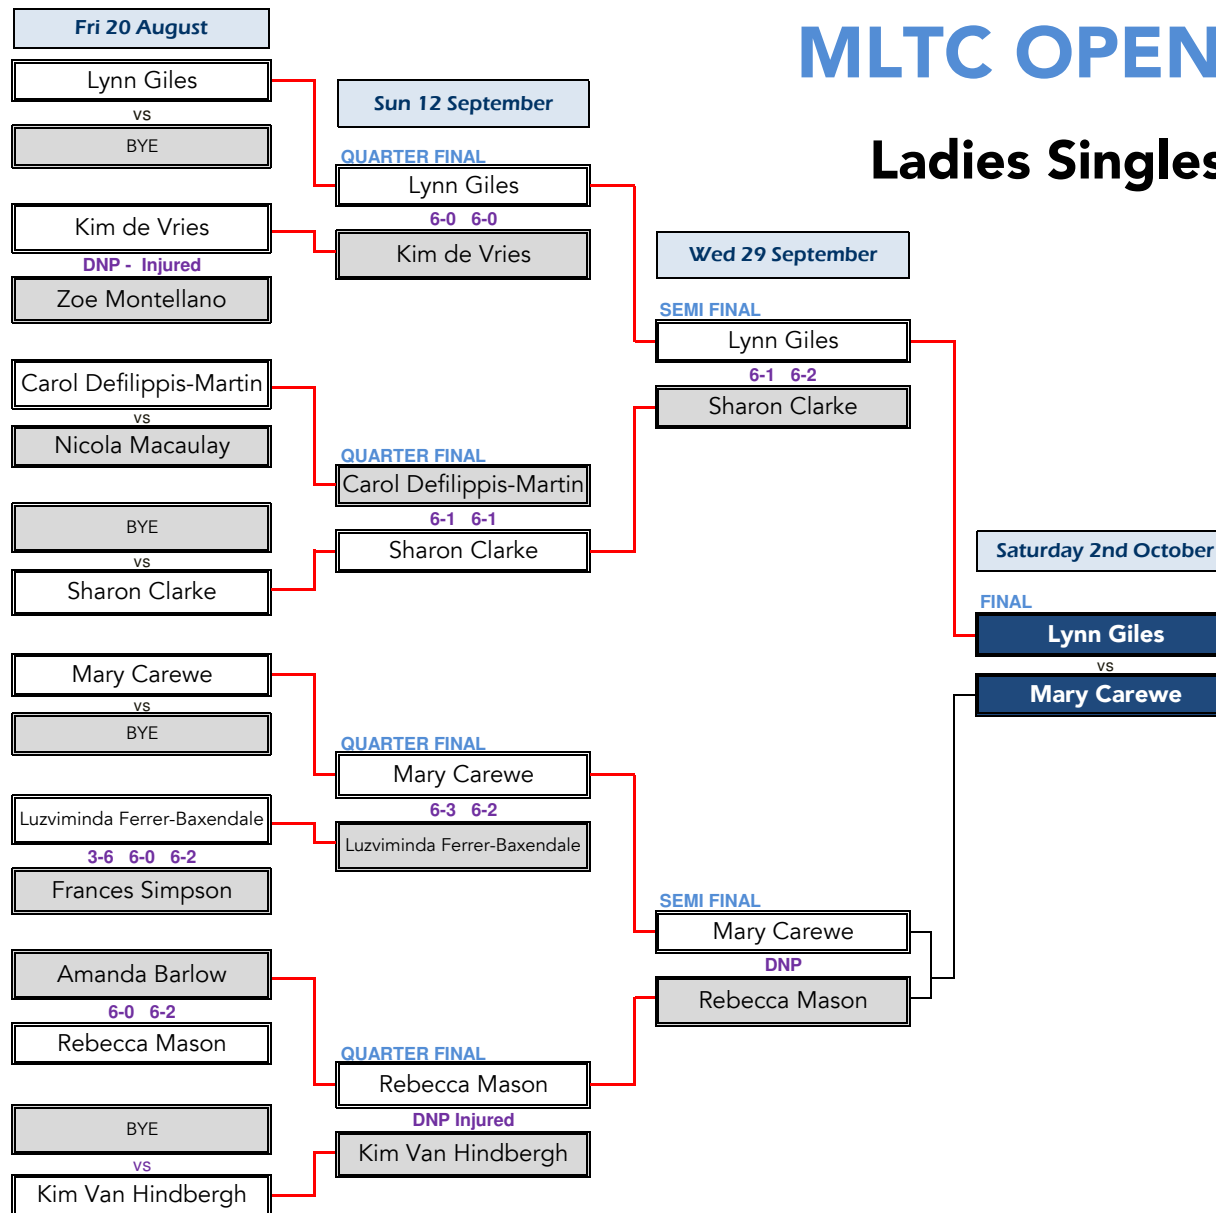 MLTC OPEN
Ladies Singles
Fri 20 August
Lynn Giles
vs
BYE
Kim de Vries
DNP - Injured
Zoe Montellano
Carol Defilippis-Martin
vs
Nicola Macaulay
BYE
vs
Sharon Clarke
Mary Carewe
vs
BYE
Luzviminda Ferrer-Baxendale
3-6 6-0 6-2
Frances Simpson
Amanda Barlow
6-0 6-2
Rebecca Mason
BYE
vs
Kim Van Hindbergh
Sun 12 September
QUARTER FINAL
Lynn Giles
6-0 6-0
Kim de Vries
QUARTER FINAL
Carol Defilippis-Martin
6-1 6-1
Sharon Clarke
QUARTER FINAL
Mary Carewe
6-3 6-2
Luzviminda Ferrer-Baxendale
QUARTER FINAL
Rebecca Mason
DNP Injured
Kim Van Hindbergh
Wed 29 September
SEMI FINAL
Lynn Giles
6-1 6-2
Sharon Clarke
SEMI FINAL
Mary Carewe
DNP
Rebecca Mason
Saturday 2nd October
FINAL
Lynn Giles
vs
Mary Carewe